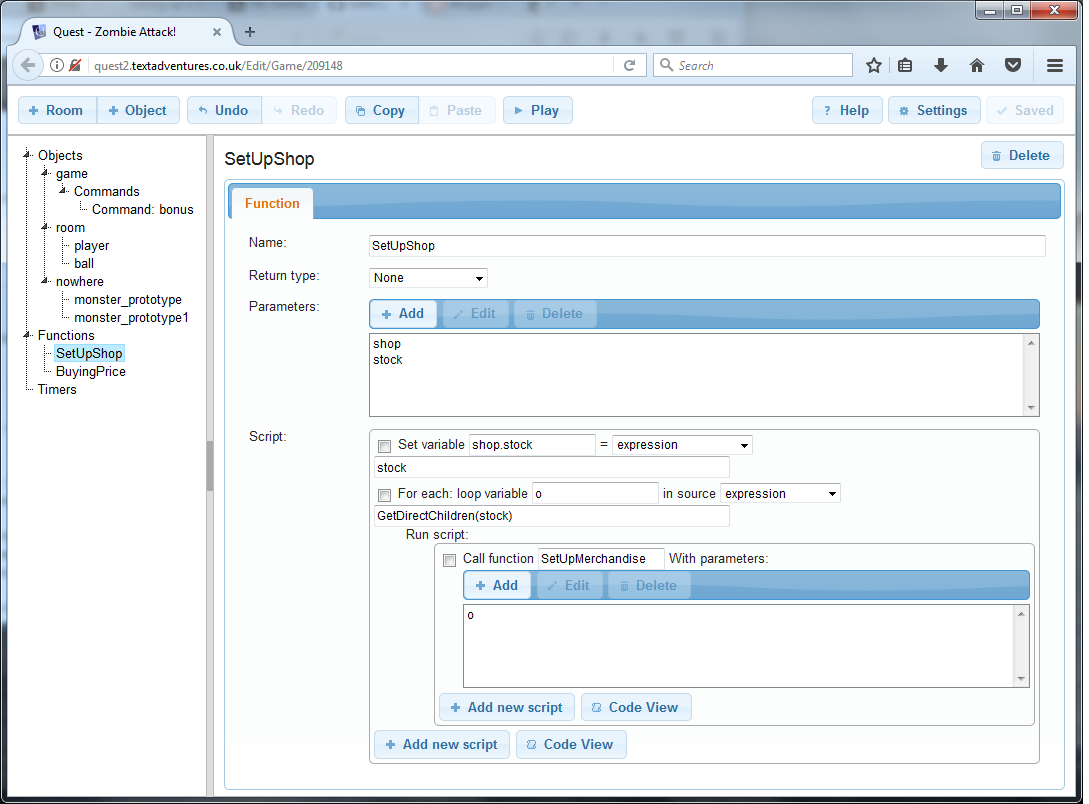 Quest - Zombie Attack!
quest2.textadventures.co.uk/Edit/Game/209148
Search
Room Object Undo Redo Copy Paste Play Help Settings Saved
Objects
game
Commands
Command: bonus
room
player
ball
nowhere
monster_prototype
monster_prototype1
Functions
SetUpShop
BuyingPrice
Timers
SetUpShop
Delete
Function
Name: SetUpShop
Return type: None
Parameters: Add Edit Delete
shop
stock
Script:
Set variable shop.stock = expression
stock
For each: loop variable o in source expression
GetDirectChildren(stock)
Run script:
Call function SetUpMerchandise With parameters:
Add Edit Delete
o
Add new script Code View
Add new script Code View